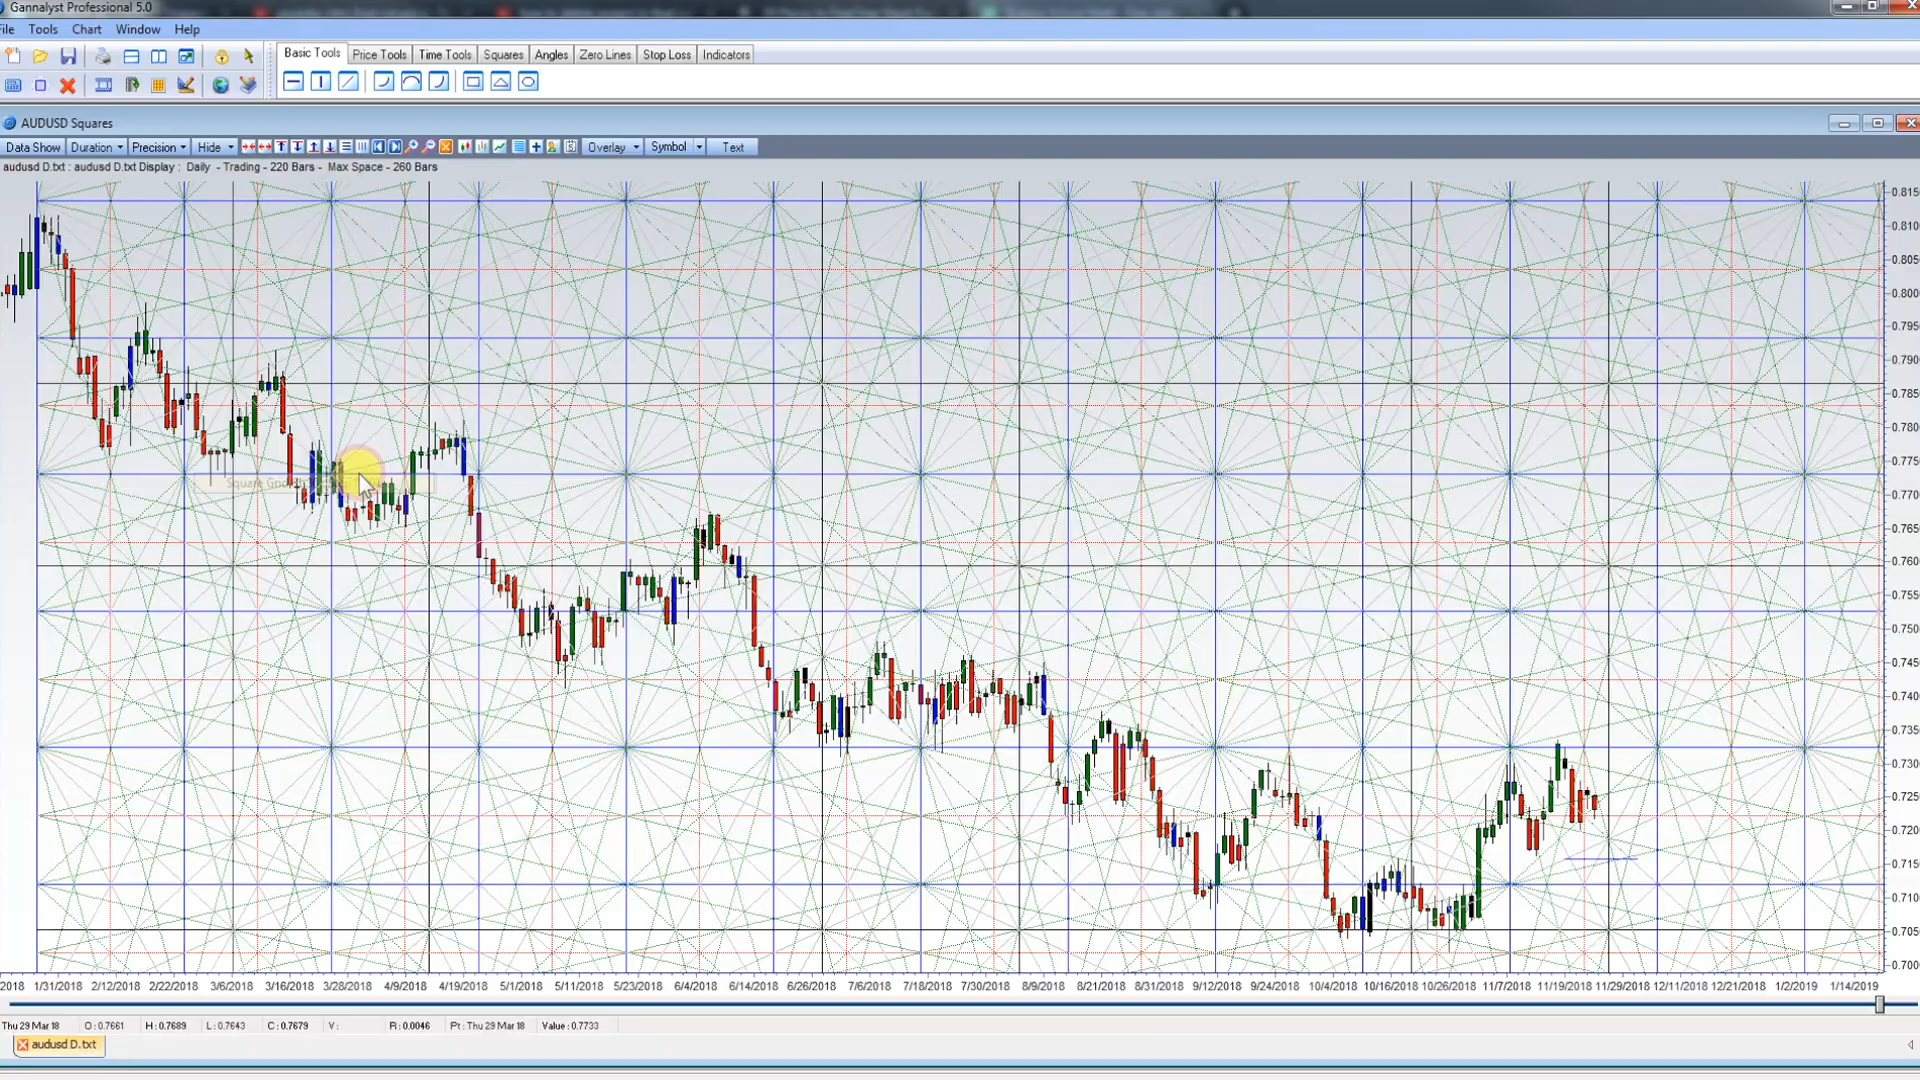 Gannalyst Professional 5.0
File Tools Chart Window Help
Basic Tools Price Tools Time Tools Squares Angles Zero Lines Stop Loss Indicators
AUDUSD Squares
Data Show Duration Precision Hide Overlay Symbol Text
audusd D.txt : audusd D.txt Display : Daily - Trading - 220 Bars - Max Space - 260 Bars
0.815
0.810
0.805
0.800
0.795
0.790
0.785
0.780
0.775
0.770
0.765
0.760
0.755
0.750
0.745
0.740
0.735
0.730
0.725
0.720
0.715
0.710
0.705
0.700
Square Grid
2018 1/31/2018 2/12/2018 2/22/2018 3/6/2018 3/16/2018 3/28/2018 4/9/2018 4/19/2018 5/1/2018 5/11/2018 5/23/2018 6/4/2018 6/14/2018 6/26/2018 7/6/2018 7/18/2018 7/30/2018 8/9/2018 8/21/2018 8/31/2018 9/12/2018 9/24/2018 10/4/2018 10/16/2018 10/26/2018 11/7/2018 11/19/2018 11/29/2018 12/11/2018 12/21/2018 1/2/2019 1/14/2019
Thu 29 Mar 18 O : 0.7661 H : 0.7689 L : 0.7643 C : 0.7679 V : R : 0.0046 Pt : Thu 29 Mar 18 Value : 0.7733
audusd D.txt